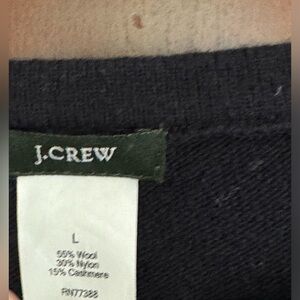 J.CREW
L
55% Wool
30% Nylon
15% Cashmere
RN77388